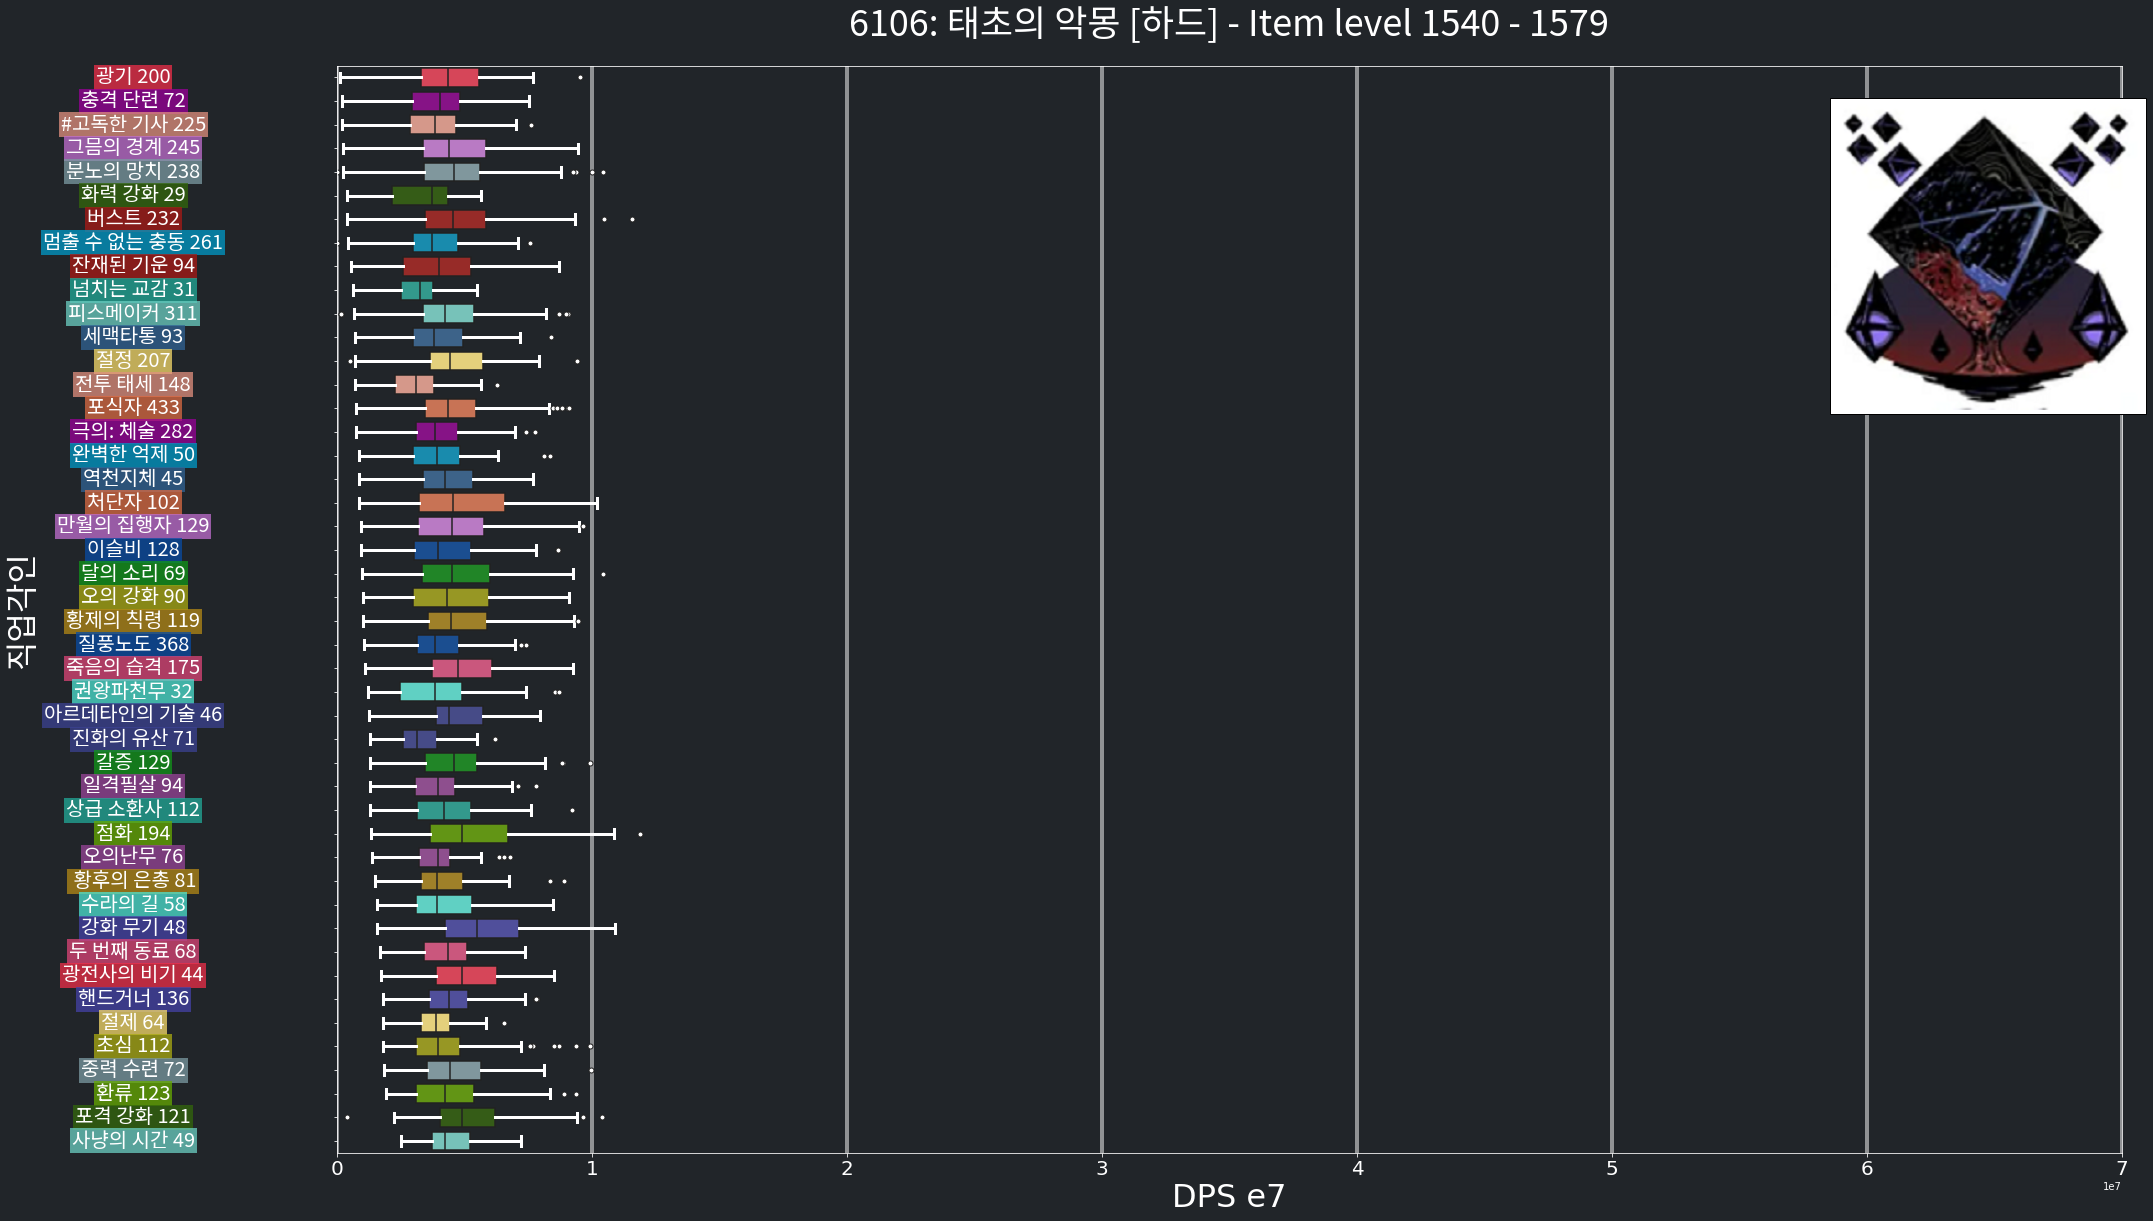 6106: 태초의 악몽 [하드] - Item level 1540 - 1579
직업각인
광기 200
충격 단련 72
#고독한 기사 225
그믐의 경계 245
분노의 망치 238
화력 강화 29
버스트 232
멈출 수 없는 충동 261
잔재된 기운 94
넘치는 교감 31
피스메이커 311
세맥타통 93
절정 207
전투 태세 148
포식자 433
극의: 체술 282
완벽한 억제 50
역천지체 45
처단자 102
만월의 집행자 129
이슬비 128
달의 소리 69
오의 강화 90
황제의 칙령 119
질풍노도 368
죽음의 습격 175
권왕파천무 32
아르데타인의 기술 46
진화의 유산 71
갈증 129
일격필살 94
상급 소환사 112
점화 194
오의난무 76
황후의 은총 81
수라의 길 58
강화 무기 48
두 번째 동료 68
광전사의 비기 44
핸드거너 136
절제 64
초심 112
중력 수련 72
환류 123
포격 강화 121
사냥의 시간 49
0 1 2 3 4 5 6 7
1e7
DPS e7